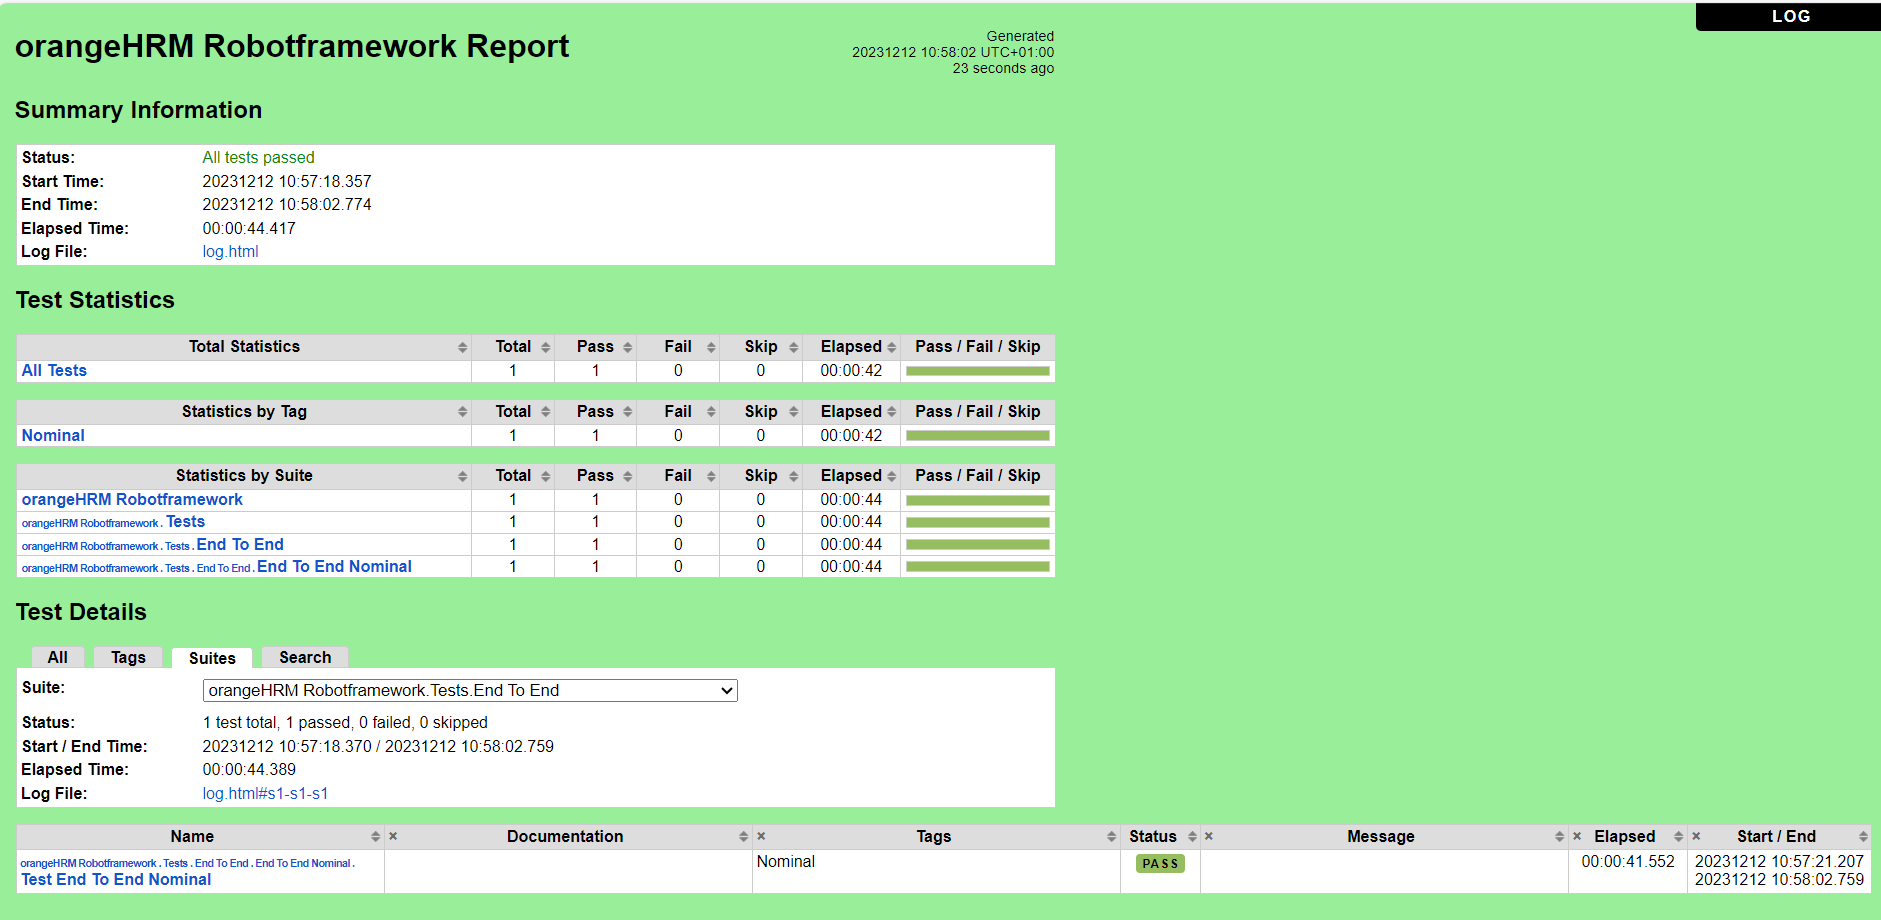 LOG
orangeHRM Robotframework Report
Generated
20231212 10:58:02 UTC+01:00
23 seconds ago
Summary Information
Status: All tests passed
Start Time: 20231212 10:57:18.357
End Time: 20231212 10:58:02.774
Elapsed Time: 00:00:44.417
Log File: log.html
Test Statistics
Total Statistics Total Pass Fail Skip Elapsed Pass / Fail / Skip
All Tests 1 1 0 0 00:00:42
Statistics by Tag Total Pass Fail Skip Elapsed Pass / Fail / Skip
Nominal 1 1 0 0 00:00:42
Statistics by Suite Total Pass Fail Skip Elapsed Pass / Fail / Skip
orangeHRM Robotframework 1 1 0 0 00:00:44
orangeHRM Robotframework . Tests 1 1 0 0 00:00:44
orangeHRM Robotframework . Tests . End To End 1 1 0 0 00:00:44
orangeHRM Robotframework . Tests . End To End . End To End Nominal 1 1 0 0 00:00:44
Test Details
All Tags Suites Search
Suite: orangeHRM Robotframework.Tests.End To End
Status: 1 test total, 1 passed, 0 failed, 0 skipped
Start / End Time: 20231212 10:57:18.370 / 20231212 10:58:02.759
Elapsed Time: 00:00:44.389
Log File: log.html#s1-s1-s1
Name × Documentation × Tags Status × Message × Elapsed × Start / End
orangeHRM Robotframework . Tests . End To End . End To End Nominal . Nominal PASS 00:00:41.552 20231212 10:57:21.207
Test End To End Nominal 20231212 10:58:02.759